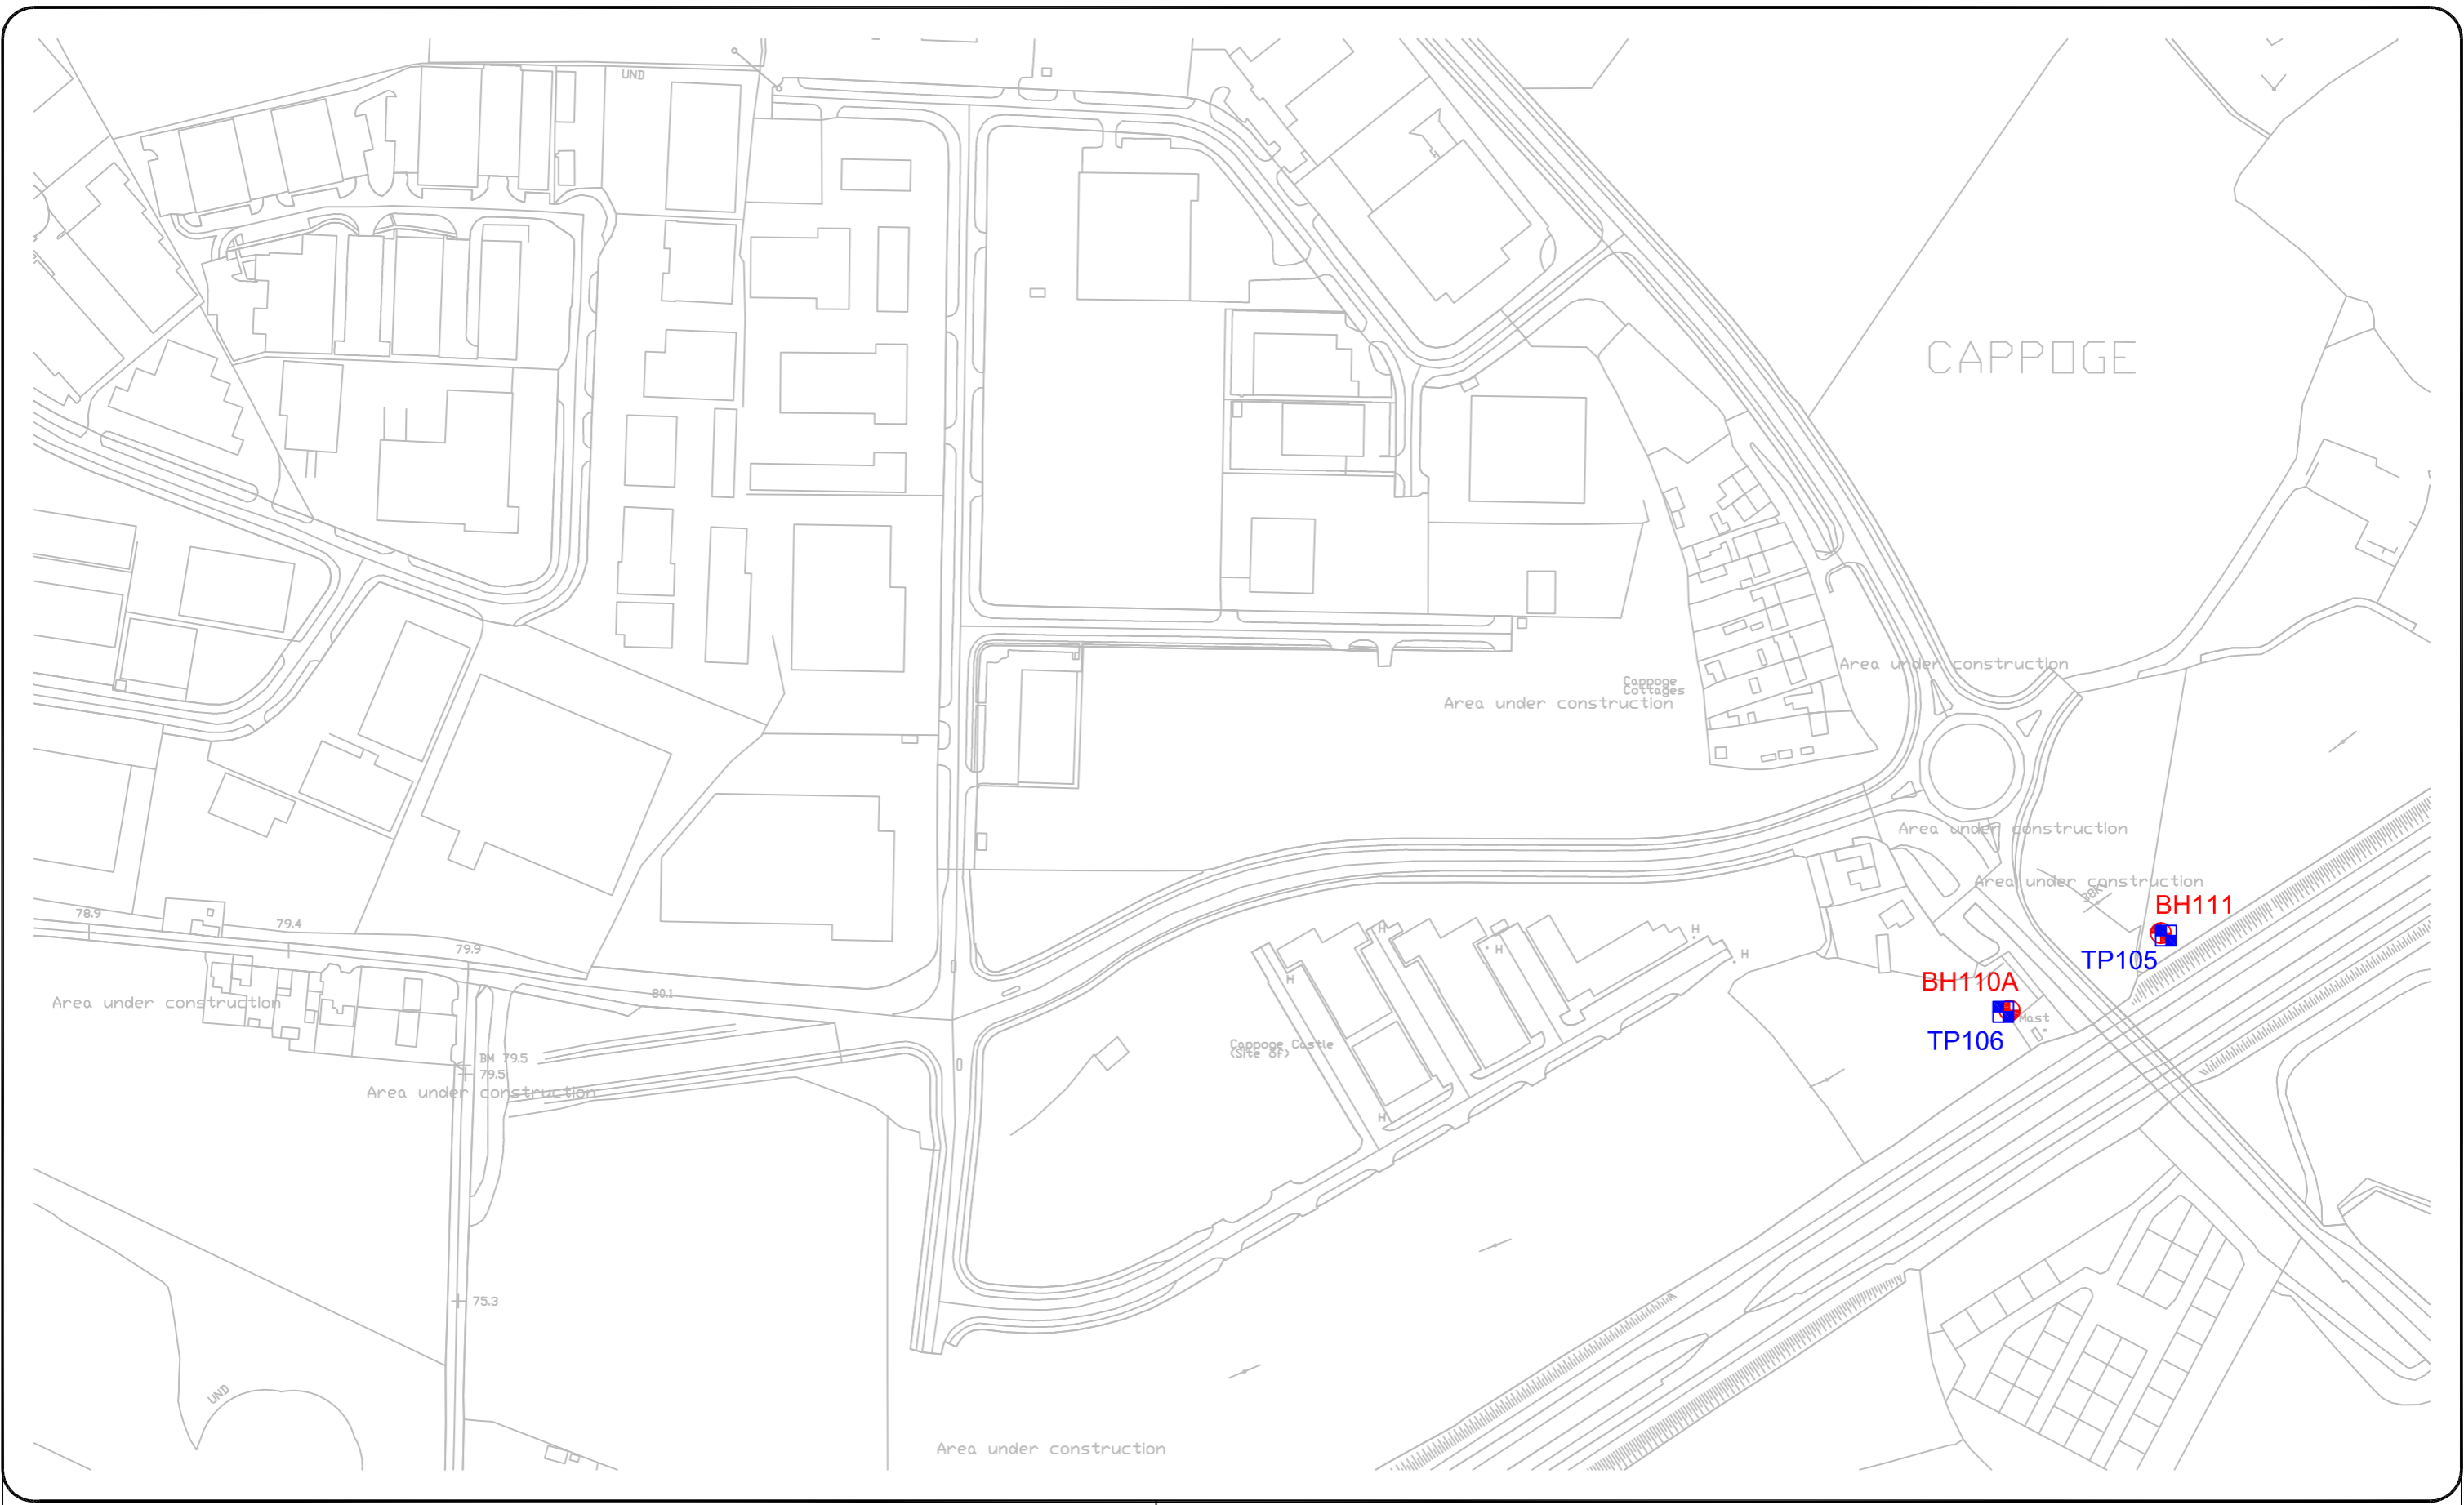 UND
CAPPOGE
Area under construction
Cappoge
Cottages
Area under construction
Area under construction
Area under construction
BH111
78.9
79.4
79.9
H
H
H
H
TP105
BH110A
80.1
H
Area under construction
Mast
TP106
Cappoge Castle
(Site of)
BM 79.5
79.5
Area under construction
H
75.3
UND
Area under construction